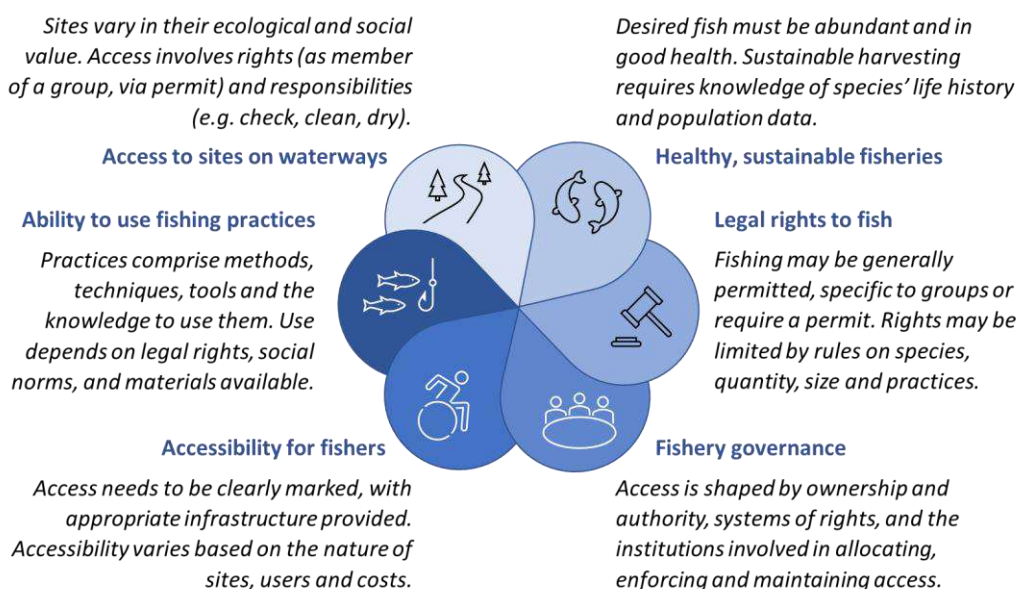 Sites vary in their ecological and social
value. Access involves rights (as member
of a group, via permit) and responsibilities
(e.g. check, clean, dry).
Access to sites on waterways
Desired fish must be abundant and in
good health. Sustainable harvesting
requires knowledge of species' life history
and population data.
Healthy, sustainable fisheries
Ability to use fishing practices
Practices comprise methods,
techniques, tools and the
knowledge to use them. Use
depends on legal rights, social
norms, and materials available.
Legal rights to fish
Fishing may be generally
permitted, specific to groups or
require a permit. Rights may be
limited by rules on species,
quantity, size and practices.
Accessibility for fishers
Access needs to be clearly marked, with
appropriate infrastructure provided.
Accessibility varies based on the nature of
sites, users and costs.
Fishery governance
Access is shaped by ownership and
authority, systems of rights, and the
institutions involved in allocating,
enforcing and maintaining access.